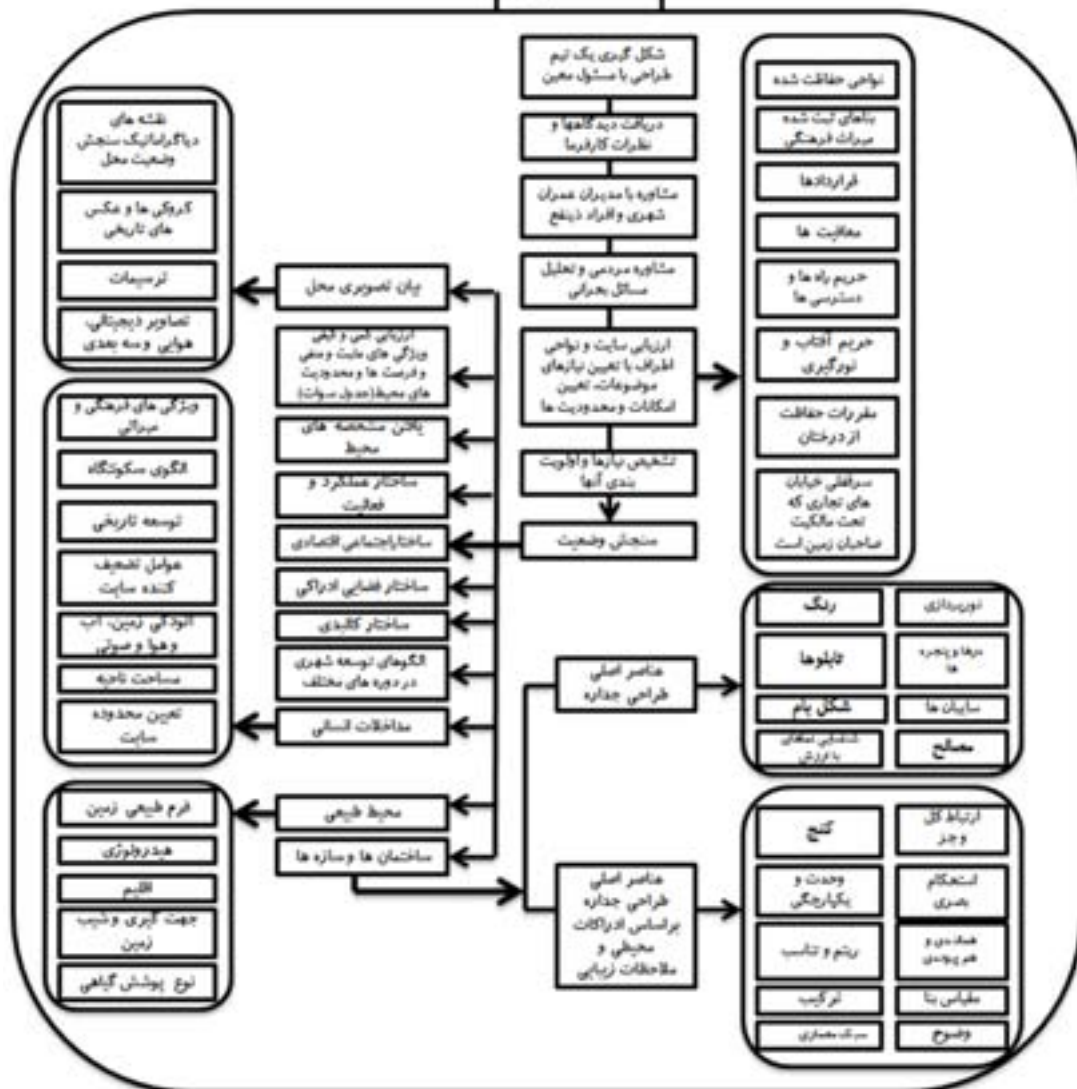 شکل گیری یک تیم
طراحی با مسئول معین
دریافت دیدگاهها و
نظرات کارفرما
مشاوره با مدیران عمران
شهری و افراد ذینفع
مشاوره مردمی و تحلیل
مسائل بحرانی
ارزیابی سایت و نواحی
اطراف با تعیین نیازهای
موضوعات، تعیین
امکانات و محدودیت ها
تشخیص نیازها و اولویت
بندی آنها
سنجش وضعیت
نواحی حفاظت شده
بناهای ثبت شده
میراث فرهنگی
قراردادها
معافیت ها
حریم راه ها و
دسترسی ها
حریم آفتاب و
نورگیری
مقررات حفاظت
از درختان
سرقفلی خیابان
های تجاری که
تحت مالکیت
صاحبان زمین است
بیان تصویری محل
ارزیابی کمی و کیفی
ویژگی های مثبت و منفی
و فرصت ها و محدودیت
های محیط(جدول سوات)
یافتن مشخصه های
محیط
ساختار عملکرد و
فعالیت
ساختاراجتماعی اقتصادی
ساختار فضایی ادراکی
ساختار کالبدی
الگوهای توسعه شهری
در دوره های مختلف
مداخلات انسانی
محیط طبیعی
ساختمان ها و سازه ها
نقشه های
دیاگراماتیک سنجش
وضعیت محل
کروکی ها و عکس
های تاریخی
ترسیمات
تصاویر دیجیتالی،
هوایی و سه بعدی
ویژگی های فرهنگی و
میراثی
الگوی سکونتگاه
توسعه تاریخی
عوامل تضعیف
کننده سایت
آلودگی زمین، آب
و هوا و صوتی
مساحت ناحیه
تعیین محدوده
سایت
فرم طبیعی زمین
هیدرولوژی
اقلیم
جهت گیری و شیب
زمین
نوع پوشش گیاهی
عناصر اصلی
طراحی جداره
نورپردازی
رنگ
درها و پنجره
ها
تابلوها
سایبان ها
شکل بام
مصالح
با ارزش
عناصر اصلی
طراحی جداره
براساس ادراکات
محیطی و
ملاحظات زیبایی
ارتباط کل
و جز
کنج
استحکام
بصری
وحدت و
یکپارچگی
همانندی و
هم پیوندی
ریتم و تناسب
مقیاس بنا
ترکیب
وضوح
سبک معماری